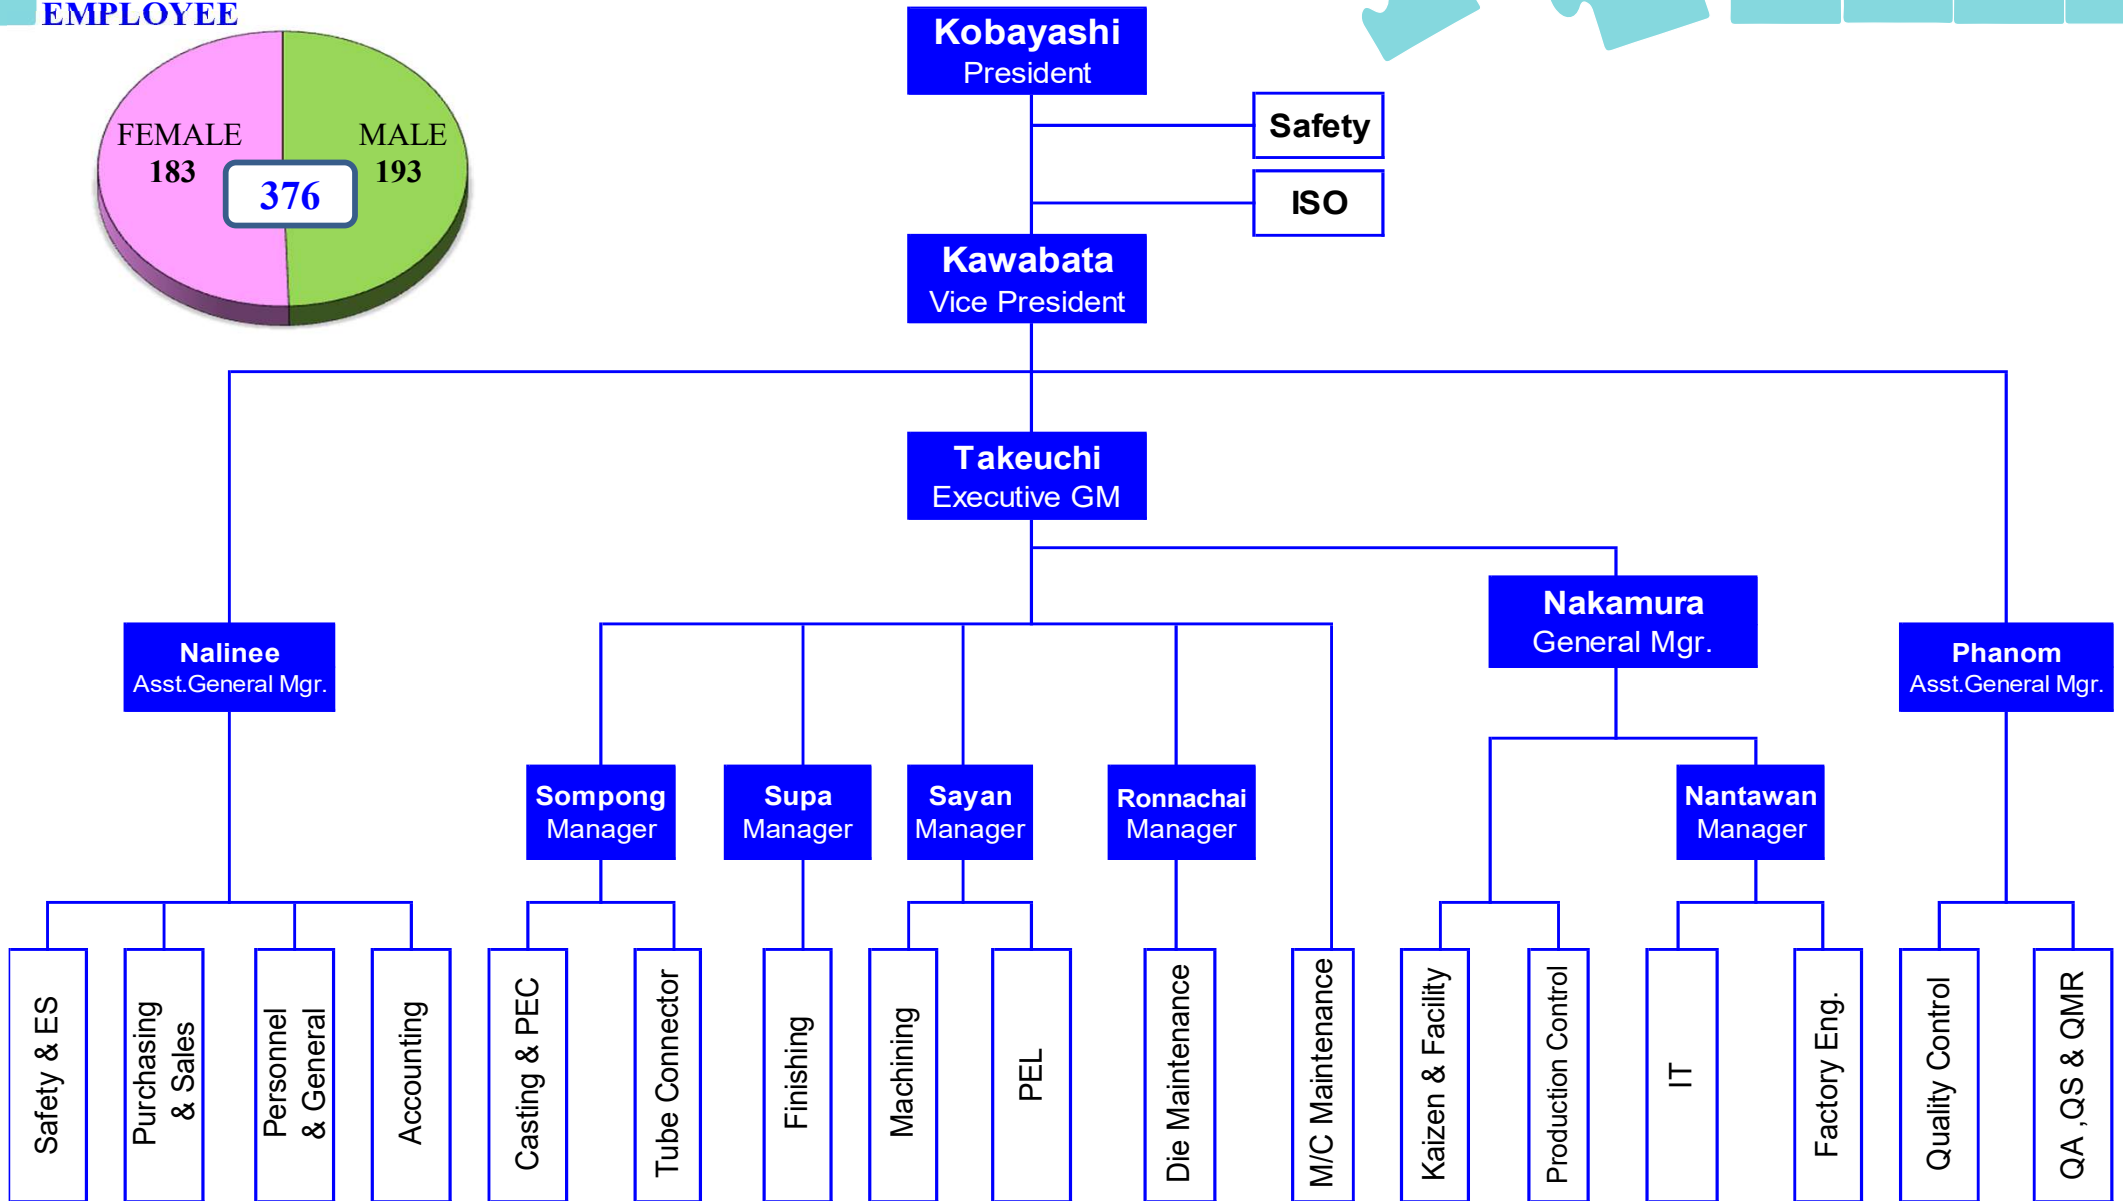 EMPLOYEE
FEMALE
183
MALE
193
376
Kobayashi
President
Safety
ISO
Kawabata
Vice President
Takeuchi
Executive GM
Nakamura
General Mgr.
Nalinee
Asst.General Mgr.
Phanom
Asst.General Mgr.
Sompong
Manager
Supa
Manager
Sayan
Manager
Ronnachai
Manager
Nantawan
Manager
Safety & ES
Purchasing
& Sales
Personnel
& General
Accounting
Casting & PEC
Tube Connector
Finishing
Machining
PEL
Die Maintenance
M/C Maintenance
Kaizen & Facility
Production Control
IT
Factory Eng.
Quality Control
QA ,QS & QMR